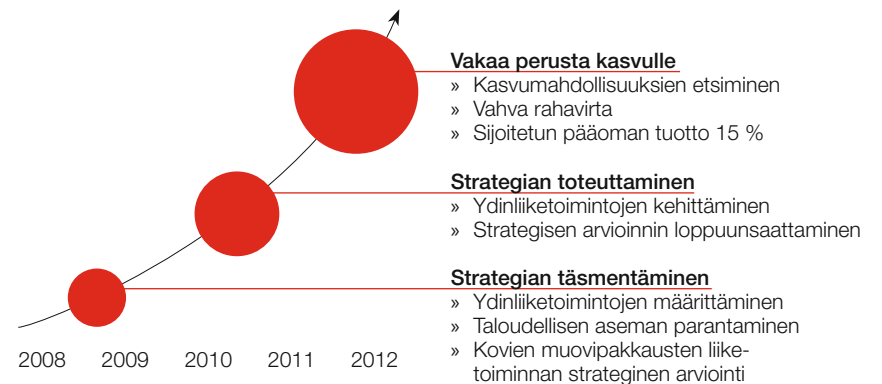 Vakaa perusta kasvulle
» Kasvumahdollisuuksien etsiminen
» Vahva rahavirta
» Sijoitetun pääoman tuotto 15 %
Strategian toteuttaminen
» Ydinliiketoimintojen kehittäminen
» Strategisen arvioinnin loppuunsaattaminen
Strategian täsmentäminen
» Ydinliiketoimintojen määrittäminen
» Taloudellisen aseman parantaminen
» Kovien muovipakkausten liike-
toiminnan strateginen arviointi
2008 2009 2010 2011 2012